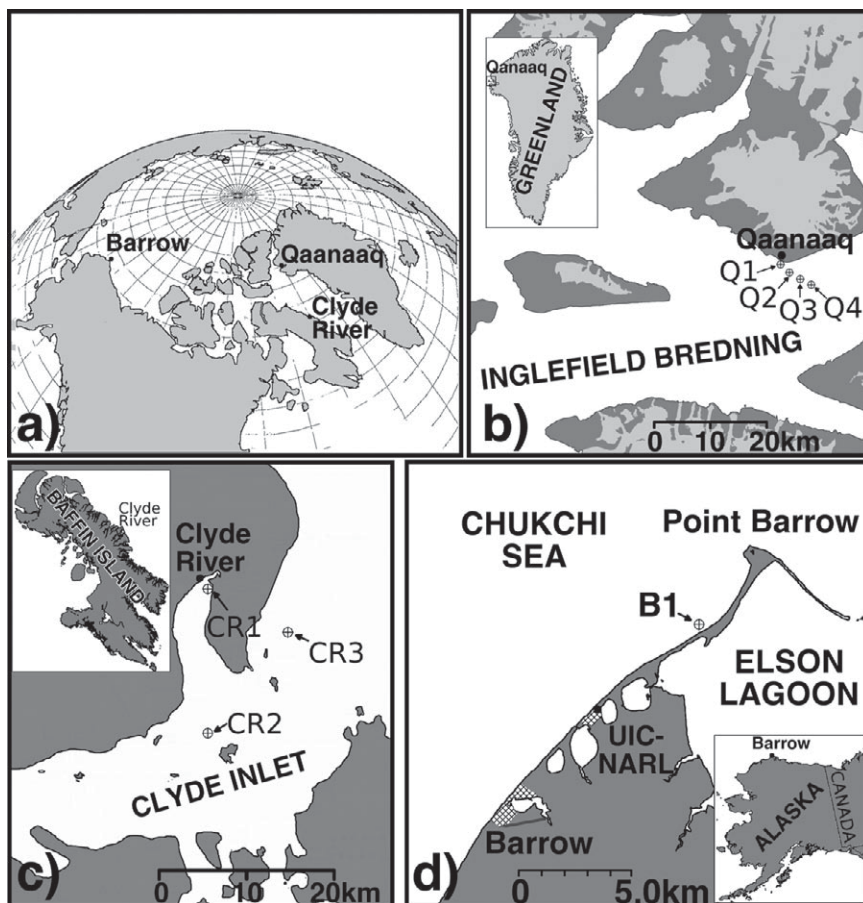 Barrow
Qaanaaq
Clyde
River
a)
Qanaaq
GREENLAND
Qaanaaq
Q1
Q2
Q3
Q4
INGLEFIELD BREDNING
b)
0 10 20km
Clyde
River
BAFFIN ISLAND
Clyde
River
CR1
CR3
CR2
CLYDE INLET
c)
0 10 20km
CHUKCHI
SEA
Point Barrow
B1
ELSON
LAGOON
UIC-
NARL
Barrow
Barrow
ALASKA
CANADA
d)
0 5.0km